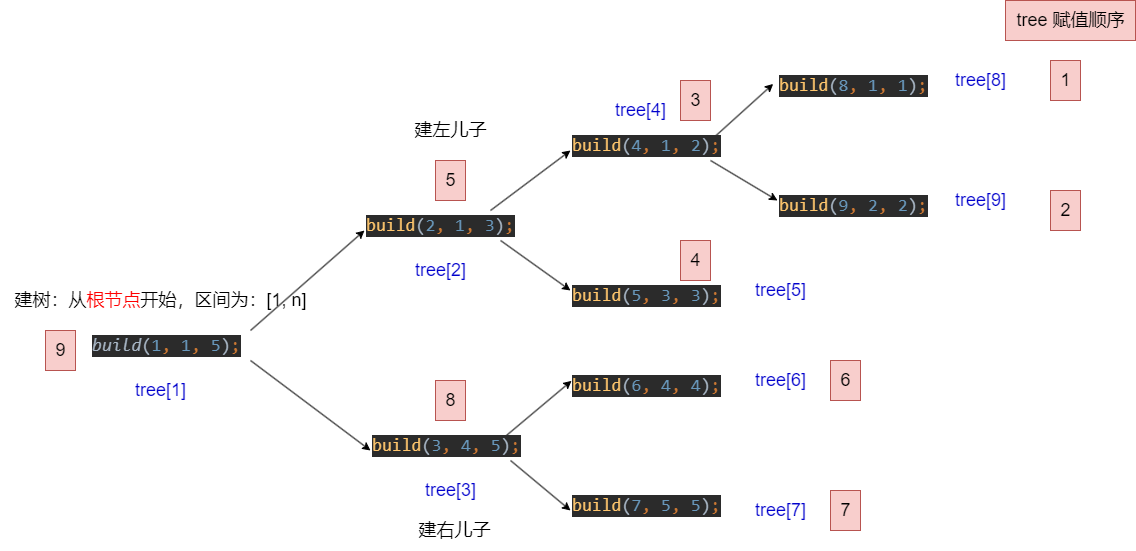 tree 赋值顺序
build(8, 1, 1);
tree[8]
1
3
tree[4]
建左儿子
build(4, 1, 2);
5
build(9, 2, 2);
tree[9]
2
build(2, 1, 3);
tree[2]
4
build(5, 3, 3);
tree[5]
建树：从根节点开始，区间为：[1, n]
9
build(1, 1, 5);
tree[1]
8
build(6, 4, 4);
tree[6]
6
build(3, 4, 5);
tree[3]
建右儿子
build(7, 5, 5);
tree[7]
7